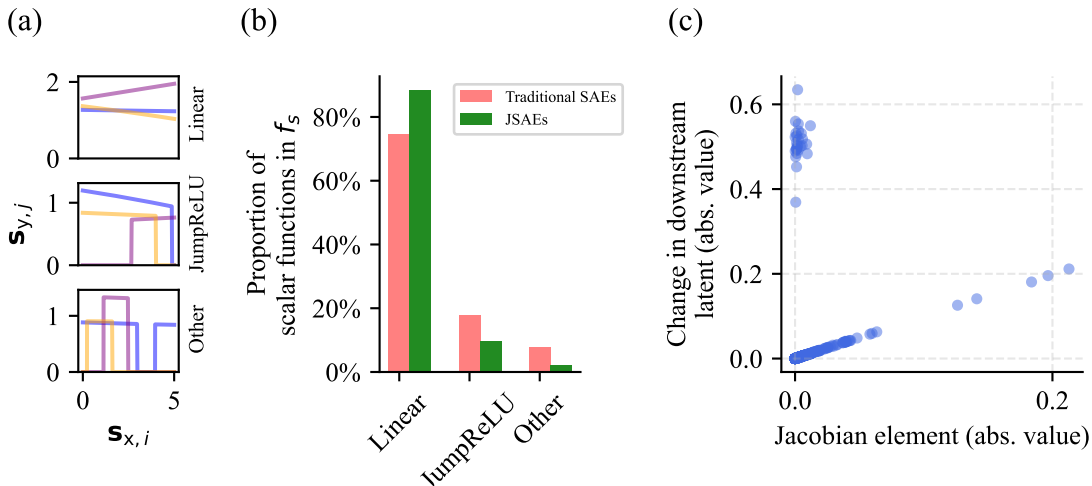 (a)
2
0
Linear
1
0
JumpReLU
1
0
Other
0 5
s_y, j
s_x, i
(b)
Traditional SAEs
JSAEs
80%
60%
40%
20%
0%
Proportion of
scalar functions in f_s
Linear
JumpReLU
Other
(c)
0.6
0.4
0.2
0.0
Change in downstream
latent (abs. value)
0.0 0.2
Jacobian element (abs. value)